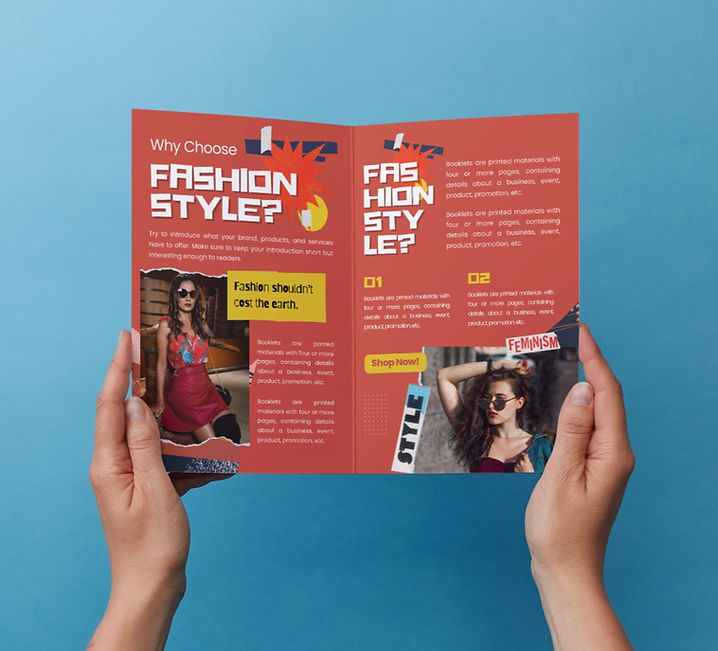 Why Choose
FASHION
STYLE?
Try to introduce what your brand, products, and services
have to offer. Make sure to keep your introduction short but
interesting enough to readers.
Fashion shouldn't
cost the earth.
Booklets are printed
materials with four or more
pages, containing details
about a business, event,
product, promotion, etc.
Booklets are printed
materials with four or more
pages, containing details
about a business, event,
product, promotion, etc.
FAS
HION
STY
LE?
Booklets are printed materials with
four or more pages, containing
details about a business, event,
product, promotion, etc.
Booklets are printed materials with
four or more pages, containing
details about a business, event,
product, promotion, etc.
01
Booklets are printed materials with
four or more pages, containing
details about a business, event,
product, promotion, etc.
02
Booklets are printed materials with
four or more pages, containing
details about a business, event,
product, promotion, etc.
FEMINISM
Shop Now!
STYLE